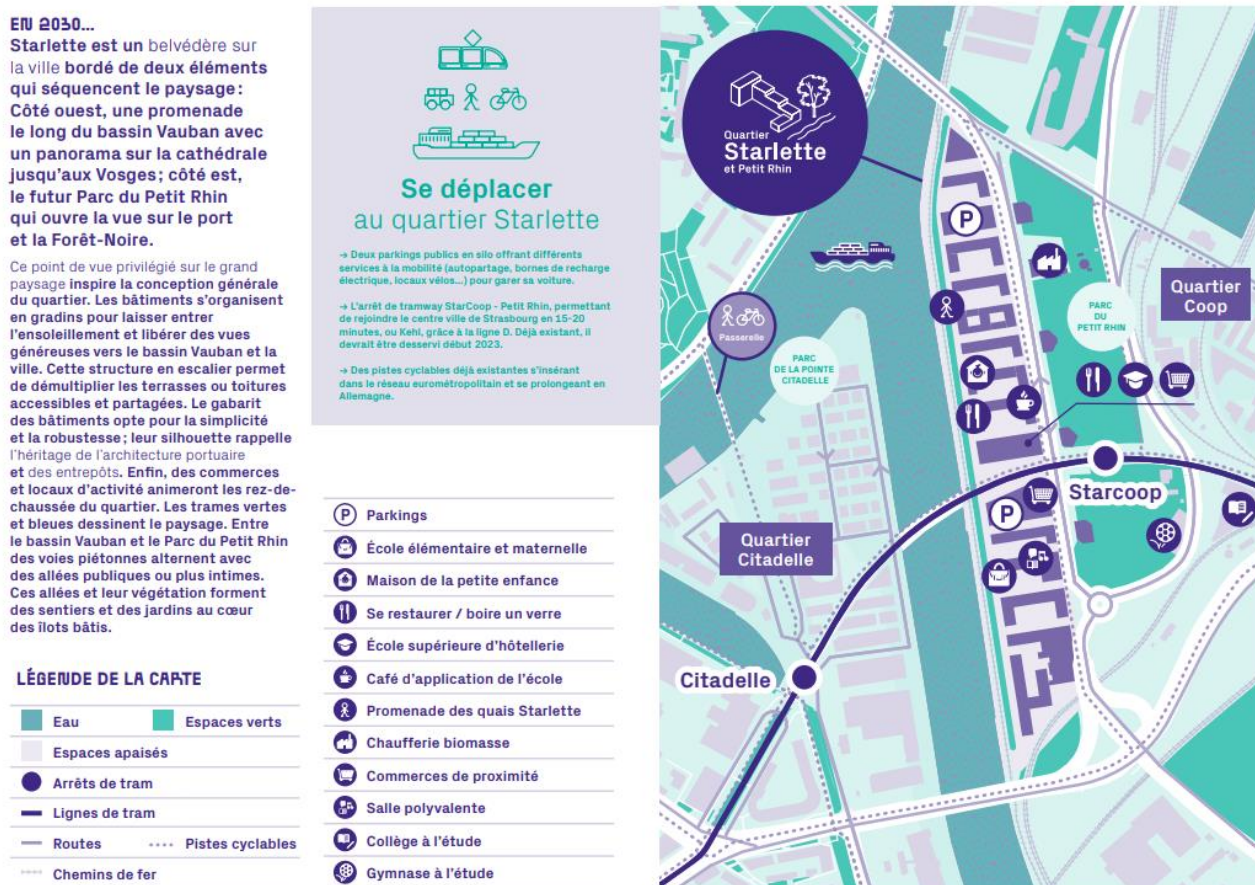 EN 2030...
Starlette est un belvédère sur
la ville bordé de deux éléments
qui séquencent le paysage :
Côté ouest, une promenade
le long du bassin Vauban avec
un panorama sur la cathédrale
jusqu'aux Vosges ; côté est,
le futur Parc du Petit Rhin
qui ouvre la vue sur le port
et la Forêt-Noire.
Ce point de vue privilégié sur le grand
paysage inspire la conception générale
du quartier. Les bâtiments s'organisent
en gradins pour laisser entrer
l'ensoleillement et libérer des vues
généreuses vers le bassin Vauban et la
ville. Cette structure en escalier permet
de démultiplier les terrasses ou toitures
accessibles et partagées. Le gabarit
des bâtiments opte pour la simplicité
et la robustesse ; leur silhouette rappelle
l'héritage de l'architecture portuaire
et des entrepôts. Enfin, des commerces
et locaux d'activité animeront les rez-de-
chaussée du quartier. Les trames vertes
et bleues dessinent le paysage. Entre
le bassin Vauban et le Parc du Petit Rhin
des voies piétonnes alternent avec
des allées publiques ou plus intimes.
Ces allées et leur végétation forment
des sentiers et des jardins au cœur
des îlots bâtis.
LÉGENDE DE LA CARTE
Eau
Espaces verts
Espaces apaisés
Arrêts de tram
Lignes de tram
Routes
Pistes cyclables
Chemins de fer
Se déplacer
au quartier Starlette
→ Deux parkings publics en silo offrant différents
services à la mobilité (autopartage, bornes de recharge
électrique, locaux vélos...) pour garer sa voiture.
→ L'arrêt de tramway StarCoop - Petit Rhin, permettant
de rejoindre le centre ville de Strasbourg en 15-20
minutes, ou Kehl, grâce à la ligne D. Déjà existant, il
devrait être desservi début 2023.
→ Des pistes cyclables déjà existantes s'insérant
dans le réseau eurométropolitain et se prolongeant en
Allemagne.
P Parkings
École élémentaire et maternelle
Maison de la petite enfance
Se restaurer / boire un verre
École supérieure d'hôtellerie
Café d'application de l'école
Promenade des quais Starlette
Chaufferie biomasse
Commerces de proximité
Salle polyvalente
Collège à l'étude
Gymnase à l'étude
Quartier
Starlette
et Petit Rhin
P
Quartier
Coop
PARC
DU
PETIT RHIN
Passerelle
PARC
DE LA POINTE
CITADELLE
Starcoop
P
Quartier
Citadelle
Citadelle